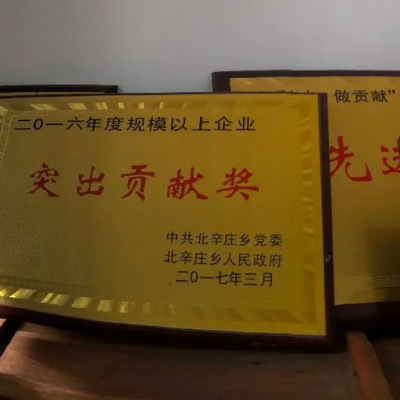 二〇一六年度规模以上企业
突出贡献奖
中共北辛庄乡党委
北辛庄乡人民政府
二〇一七年三月
做贡献”
先进